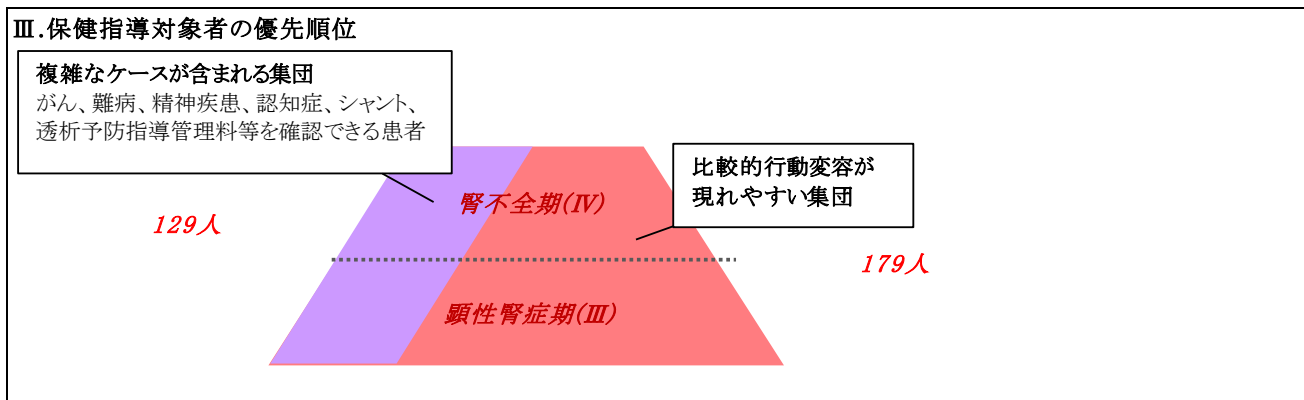 Ⅲ.保健指導対象者の優先順位
複雑なケースが含まれる集団
がん、難病、精神疾患、認知症、シャント、
透析予防指導管理料等を確認できる患者
比較的行動変容が
現れやすい集団
腎不全期(Ⅳ)
129人
179人
顕性腎症期(Ⅲ)